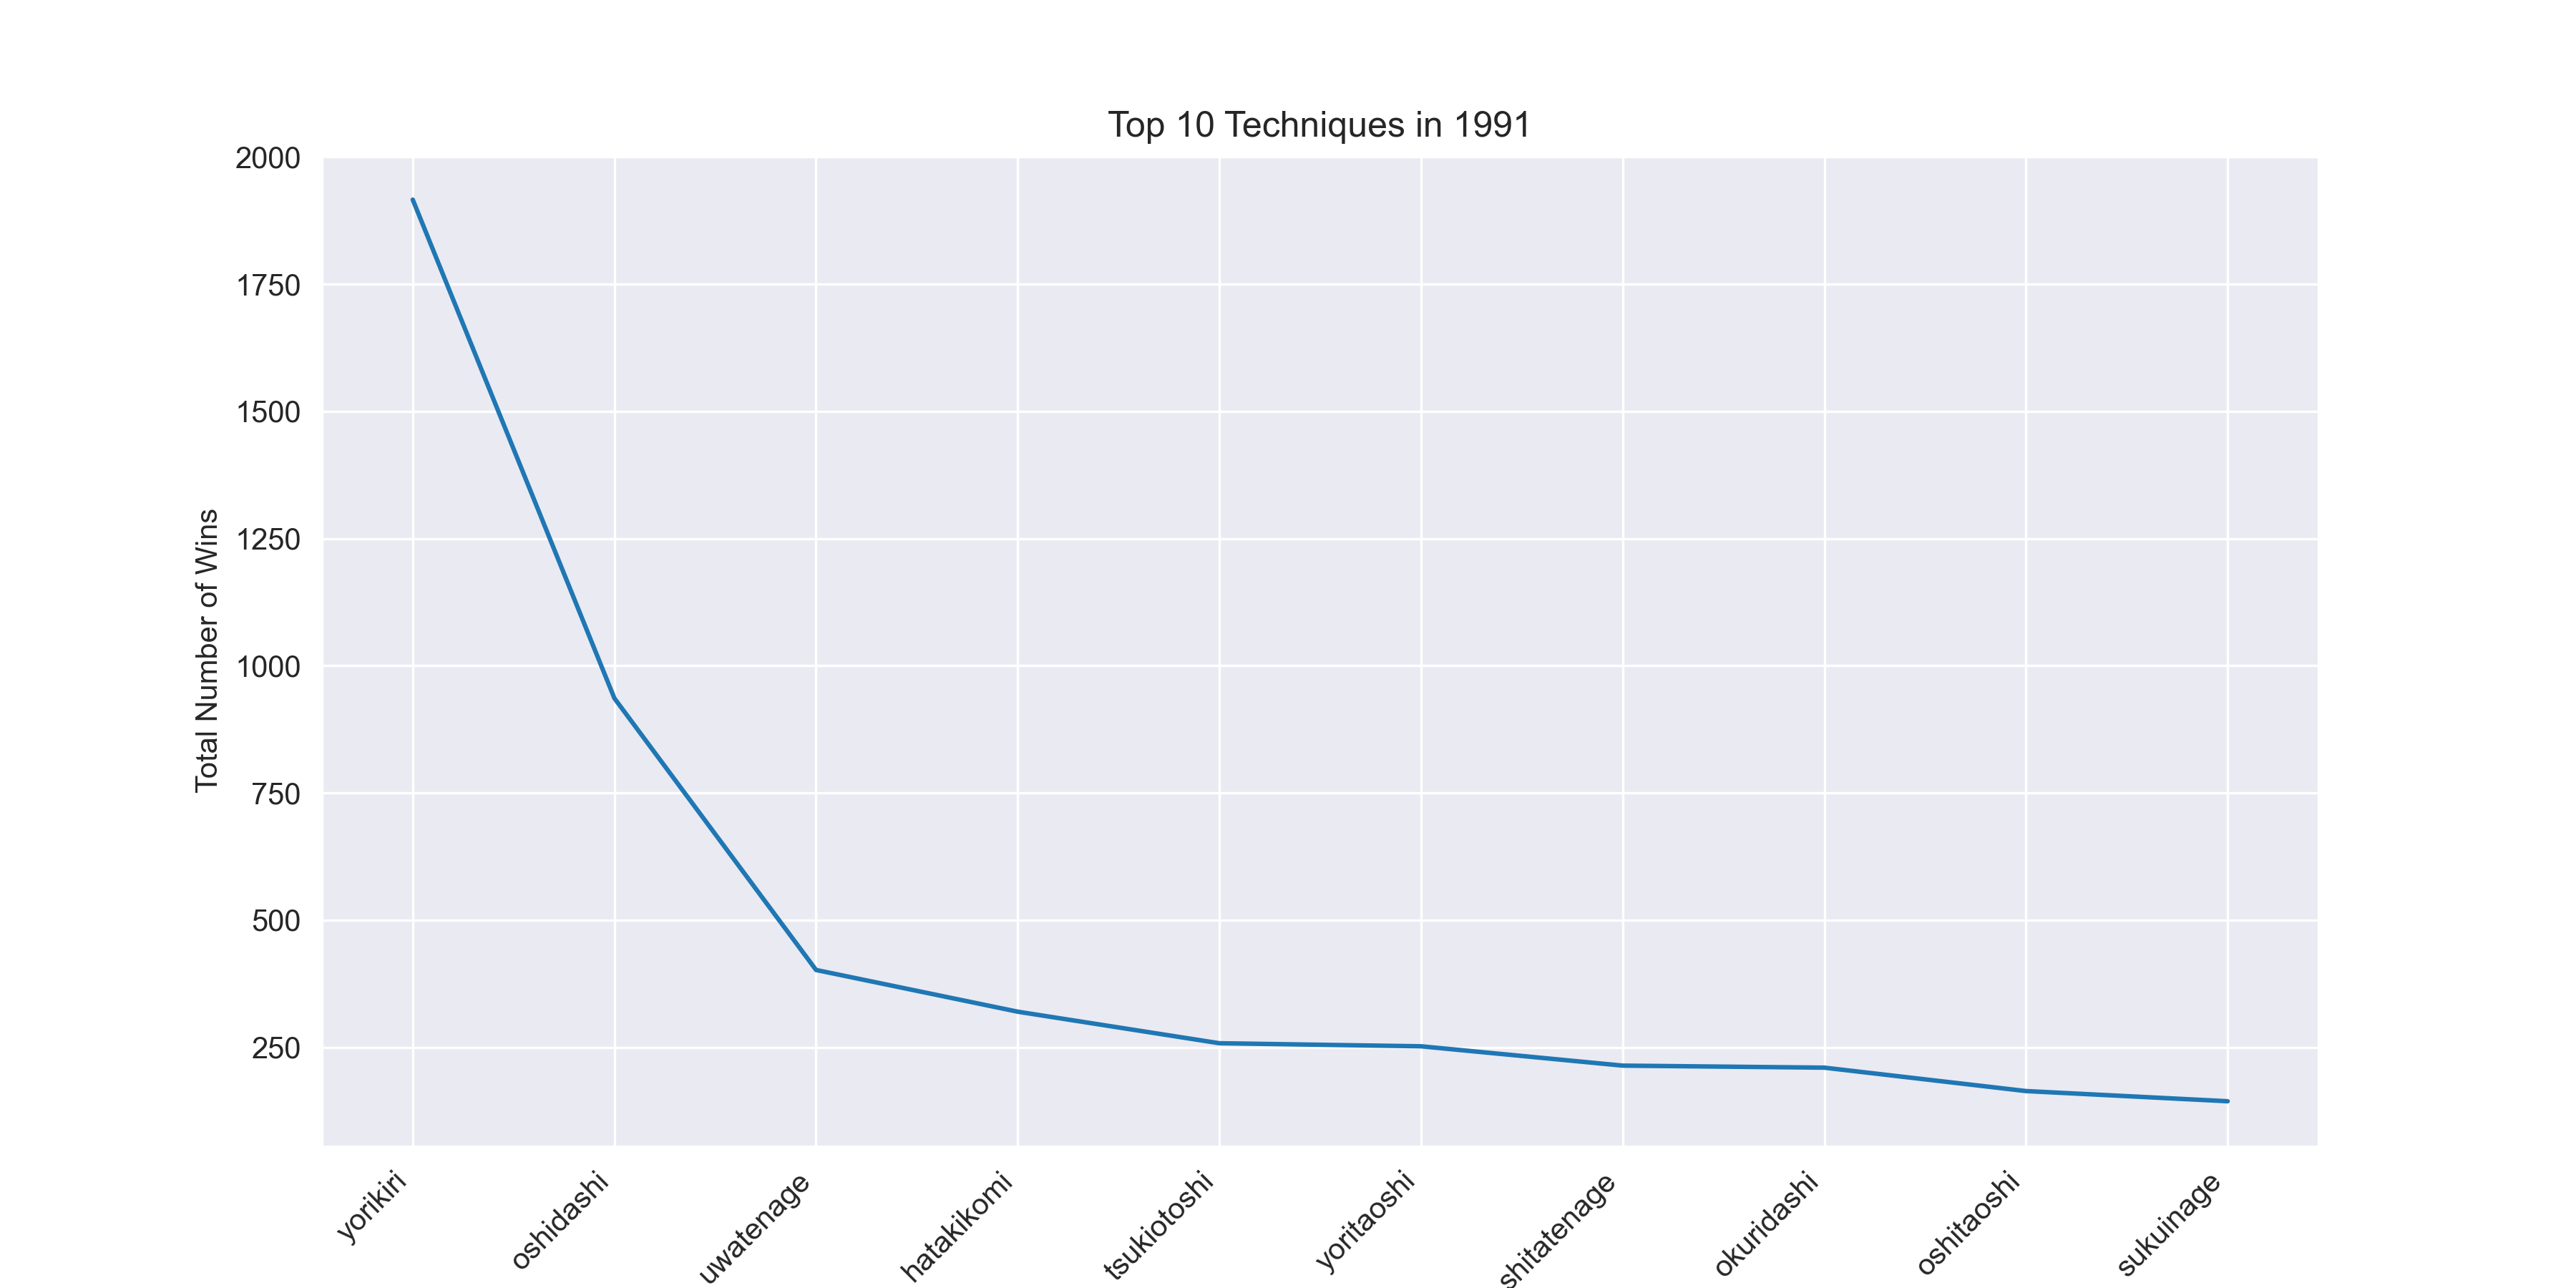 Top 10 Techniques in 1991
2000
1750
1500
1250
1000
750
500
250
Total Number of Wins
yorikiri
oshidashi
uwatenage
hatakikomi
tsukiotoshi
yoritaoshi
shitatenage
okuridashi
oshitaoshi
sukuinage